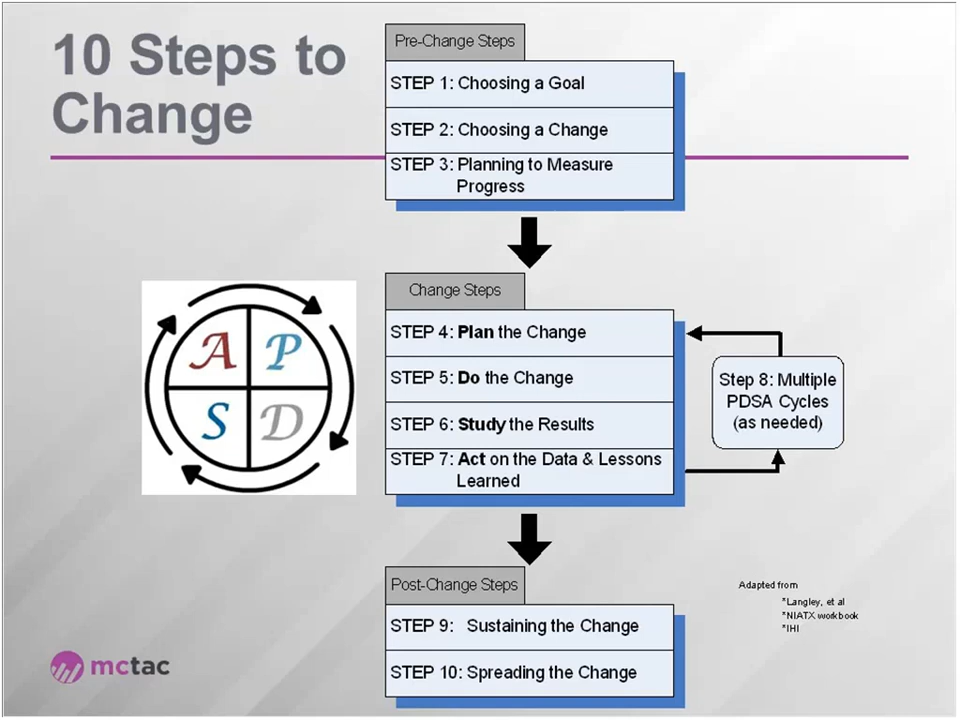 10 Steps to
Change
Pre-Change Steps
STEP 1: Choosing a Goal
STEP 2: Choosing a Change
STEP 3: Planning to Measure
Progress
Change Steps
STEP 4: Plan the Change
STEP 5: Do the Change
STEP 6: Study the Results
STEP 7: Act on the Data & Lessons
Learned
Step 8: Multiple
PDSA Cycles
(as needed)
A P
S D
Post-Change Steps
STEP 9: Sustaining the Change
STEP 10: Spreading the Change
Adapted from
*Langley, et al
*NIATX workbook
*IHI
mctac